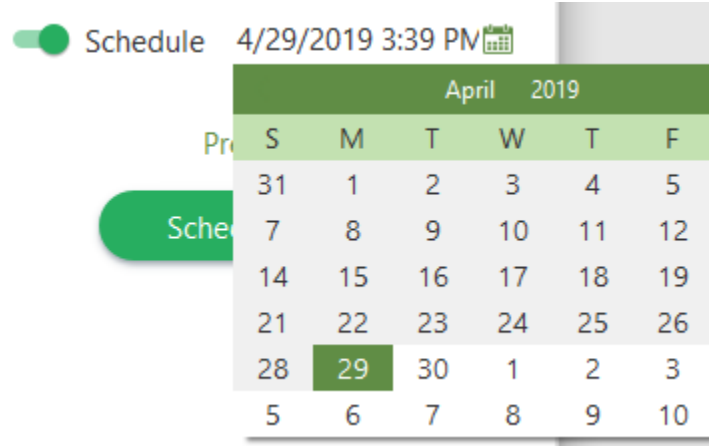 Schedule 4/29/2019 3:39 PM
April 2019
S M T W T F
31 1 2 3 4 5
7 8 9 10 11 12
14 15 16 17 18 19
21 22 23 24 25 26
28 29 30 1 2 3
5 6 7 8 9 10